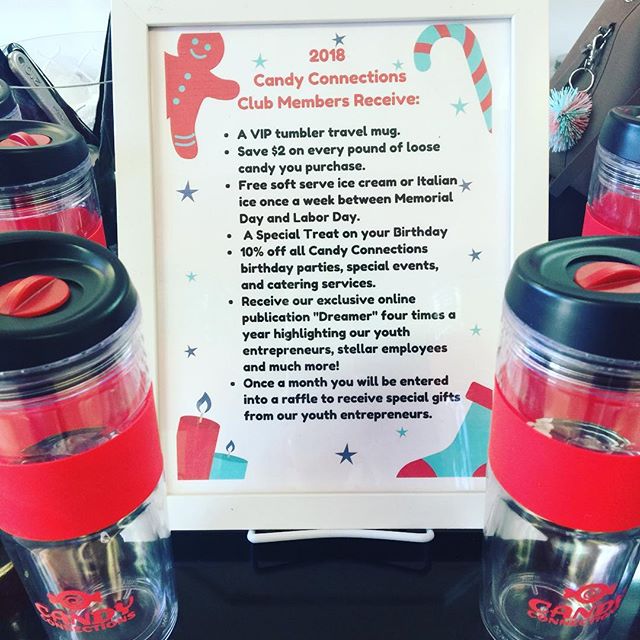 2018
Candy Connections
Club Members Receive:
• A VIP tumbler travel mug.
• Save $2 on every pound of loose
candy you purchase.
• Free soft serve ice cream or Italian
ice once a week between Memorial
Day and Labor Day.
• A Special Treat on your Birthday
• 10% off all Candy Connections
birthday parties, special events,
and catering services.
• Receive our exclusive online
publication "Dreamer" four times a
year highlighting our youth
entrepreneurs, stellar employees
and much more!
• Once a month you will be entered
into a raffle to receive special gifts
from our youth entrepreneurs.
CANDY
CONNECTIONS
CANDY
CONNECTIONS